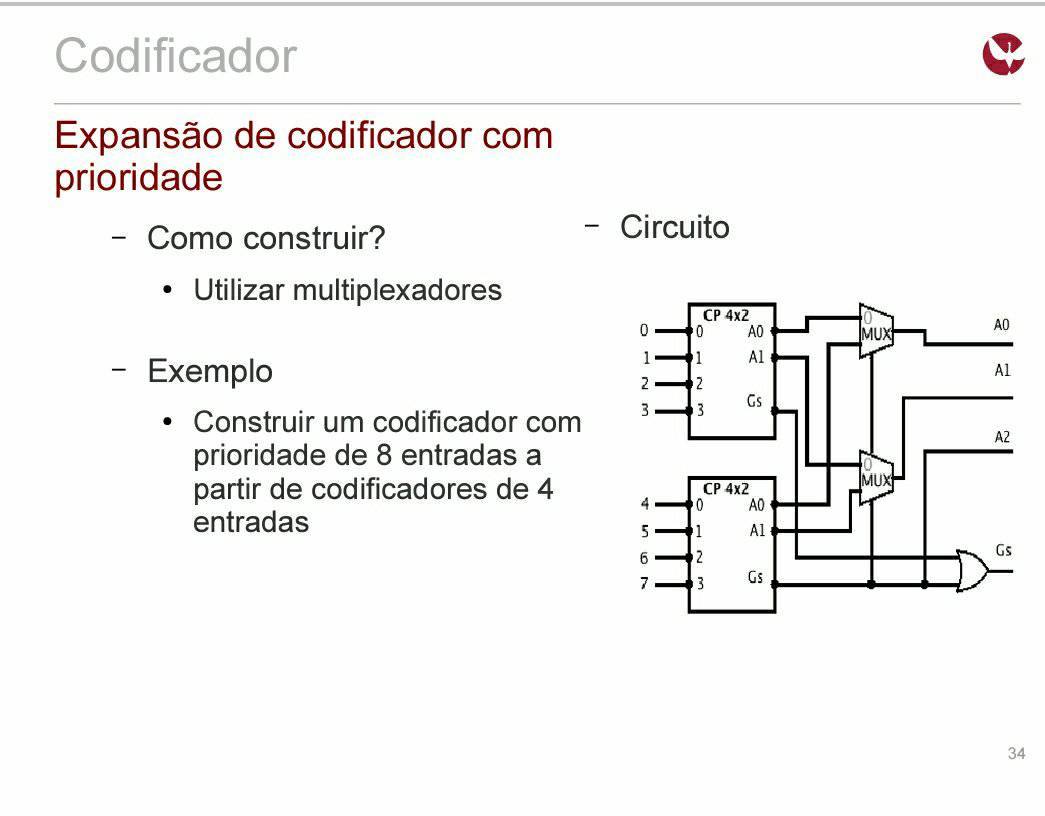 Codificador
Expansão de codificador com
prioridade
– Como construir?
• Utilizar multiplexadores
– Exemplo
• Construir um codificador com
prioridade de 8 entradas a
partir de codificadores de 4
entradas
– Circuito
CP 4x2
0 0 A0
1 1 A1
2 2
3 3 Gs
CP 4x2
4 0 A0
5 1 A1
6 2
7 3 Gs
0
MUX
0
MUX
A0
A1
A2
Gs
34